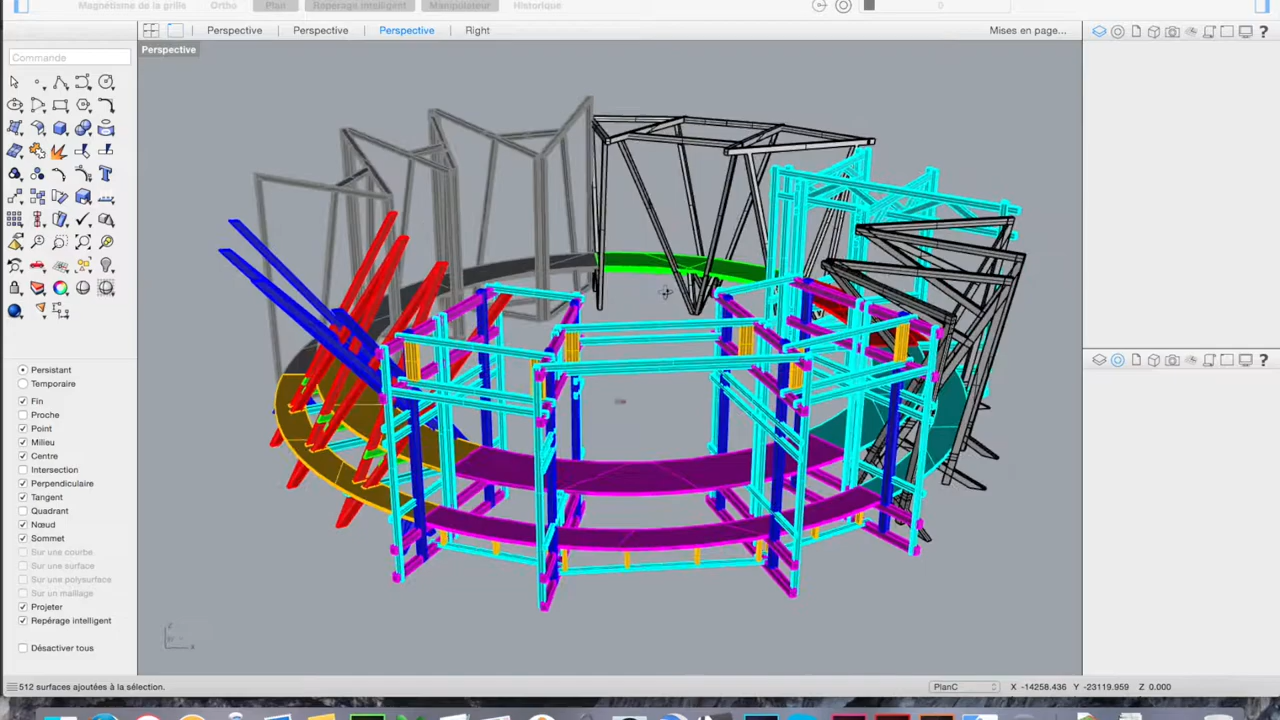 Magnétisme de la grille Ortho Plan Repérage intelligent Manipulateur Historique 0
Perspective Perspective Perspective Right Mises en page...
Perspective
Commande
Persistant
Temporaire
Fin
Proche
Point
Milieu
Centre
Intersection
Perpendiculaire
Tangent
Quadrant
Nœud
Sommet
Sur une courbe
Sur une surface
Sur une polysurface
Sur un maillage
Projeter
Repérage intelligent
Désactiver tous
512 surfaces ajoutées à la sélection. PlanC X -14258.436 Y -23119.959 Z 0.000